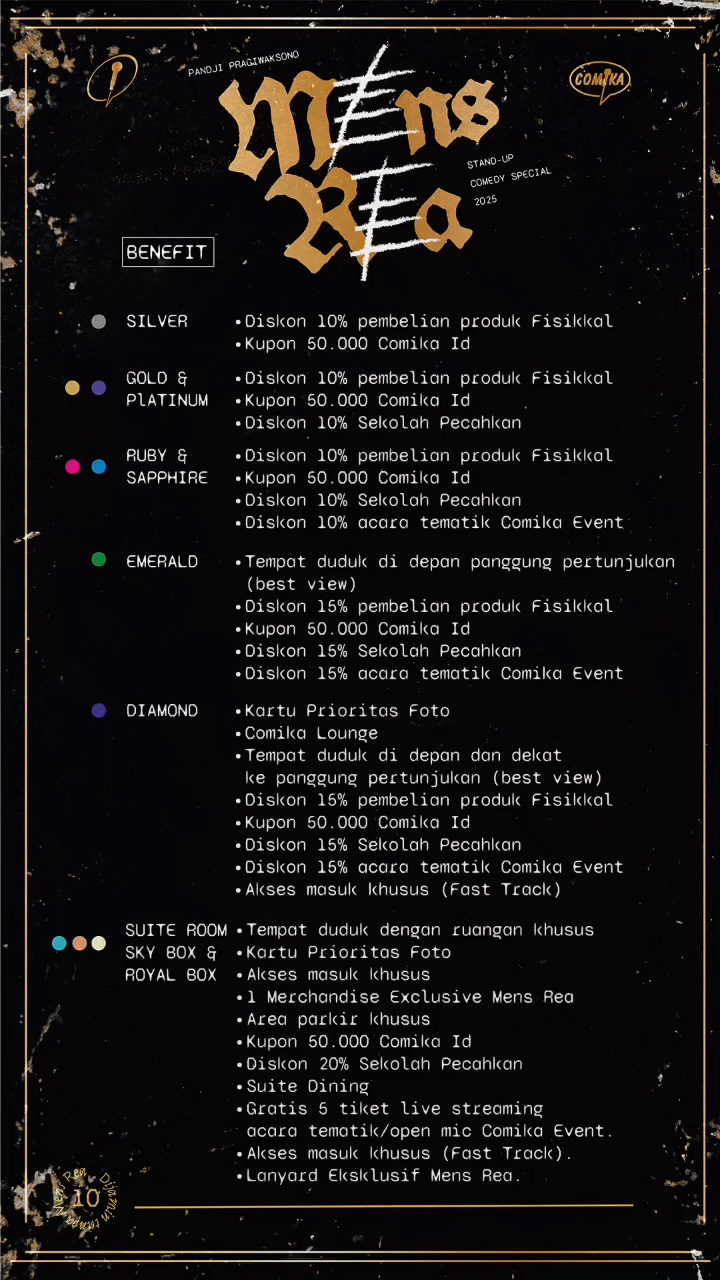 PANDJI PRAGIWAKSONO
COMIKA
Mens
Rea
STAND-UP
COMEDY SPECIAL
2025
BENEFIT
SILVER
•Diskon 10% pembelian produk Fisikkal
•Kupon 50.000 Comika Id
GOLD &
PLATINUM
•Diskon 10% pembelian produk Fisikkal
•Kupon 50.000 Comika Id
•Diskon 10% Sekolah Pecahkan
RUBY &
SAPPHIRE
•Diskon 10% pembelian produk Fisikkal
•Kupon 50.000 Comika Id
•Diskon 10% Sekolah Pecahkan
•Diskon 10% acara tematik Comika Event
EMERALD
•Tempat duduk di depan panggung pertunjukan
(best view)
•Diskon 15% pembelian produk Fisikkal
•Kupon 50.000 Comika Id
•Diskon 15% Sekolah Pecahkan
•Diskon 15% acara tematik Comika Event
DIAMOND
•Kartu Prioritas Foto
•Comika Lounge
•Tempat duduk di depan dan dekat
ke panggung pertunjukan (best view)
•Diskon 15% pembelian produk Fisikkal
•Kupon 50.000 Comika Id
•Diskon 15% Sekolah Pecahkan
•Diskon 15% acara tematik Comika Event
•Akses masuk khusus (Fast Track)
SUITE ROOM
SKY BOX &
ROYAL BOX
•Tempat duduk dengan ruangan khusus
•Kartu Prioritas Foto
•Akses masuk khusus
•1 Merchandise Exclusive Mens Rea
•Area parkir khusus
•Kupon 50.000 Comika Id
•Diskon 20% Sekolah Pecahkan
•Suite Dining
•Gratis 5 tiket live streaming
acara tematik/open mic Comika Event.
•Akses masuk khusus (Fast Track).
•Lanyard Eksklusif Mens Rea.
Mens Rea
10